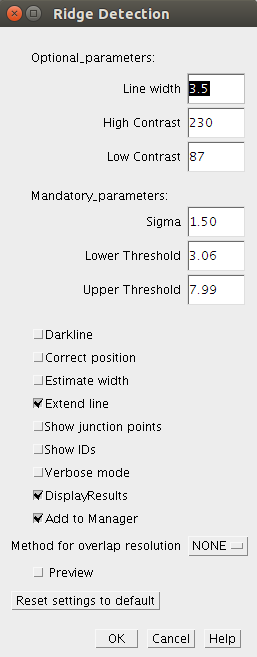 Ridge Detection
Optional_parameters:
Line width 3.5
High Contrast 230
Low Contrast 87
Mandatory_parameters:
Sigma 1.50
Lower Threshold 3.06
Upper Threshold 7.99
Darkline
Correct position
Estimate width
Extend line
Show junction points
Show IDs
Verbose mode
DisplayResults
Add to Manager
Method for overlap resolution NONE
Preview
Reset settings to default
OK Cancel Help